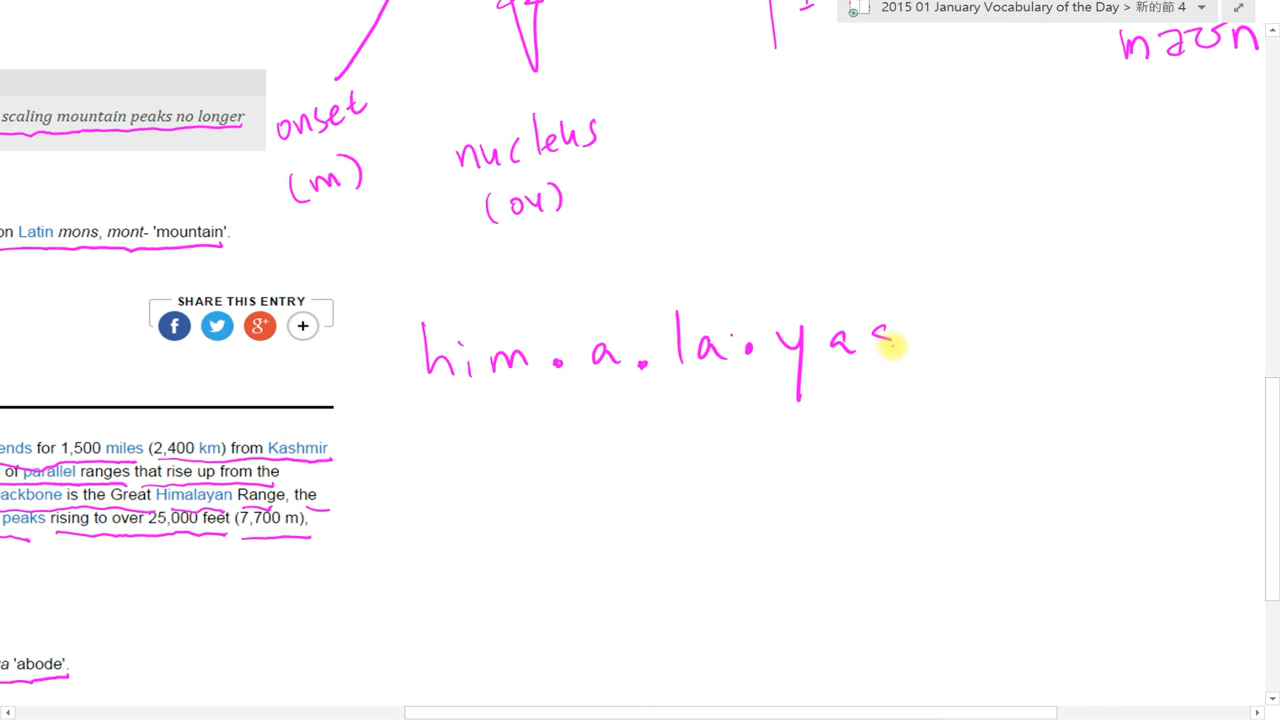 2015 01 January Vocabulary of the Day > 新的節 4
scaling mountain peaks no longer
onset
(m)
nucleus
(ou)
on Latin mons, mont- 'mountain'.
SHARE THIS ENTRY
him.a.la.yas
ends for 1,500 miles (2,400 km) from Kashmir
of parallel ranges that rise up from the
ackbone is the Great Himalayan Range, the
peaks rising to over 25,000 feet (7,700 m),
a 'abode'.